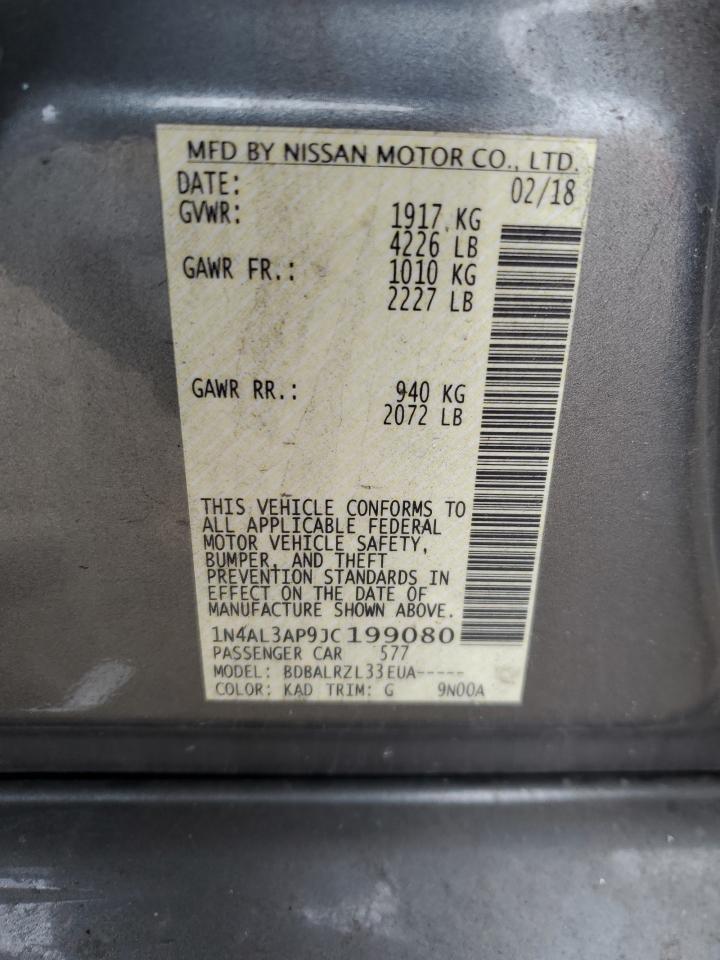 MFD BY NISSAN MOTOR CO., LTD.
DATE: 02/18
GVWR: 1917 KG
4226 LB
GAWR FR.: 1010 KG
2227 LB
GAWR RR.: 940 KG
2072 LB
THIS VEHICLE CONFORMS TO
ALL APPLICABLE FEDERAL
MOTOR VEHICLE SAFETY,
BUMPER, AND THEFT
PREVENTION STANDARDS IN
EFFECT ON THE DATE OF
MANUFACTURE SHOWN ABOVE.
1N4AL3AP9JC199080
PASSENGER CAR 577
MODEL: BDBALRZL33EUA-----
COLOR: KAD TRIM: G 9N00A